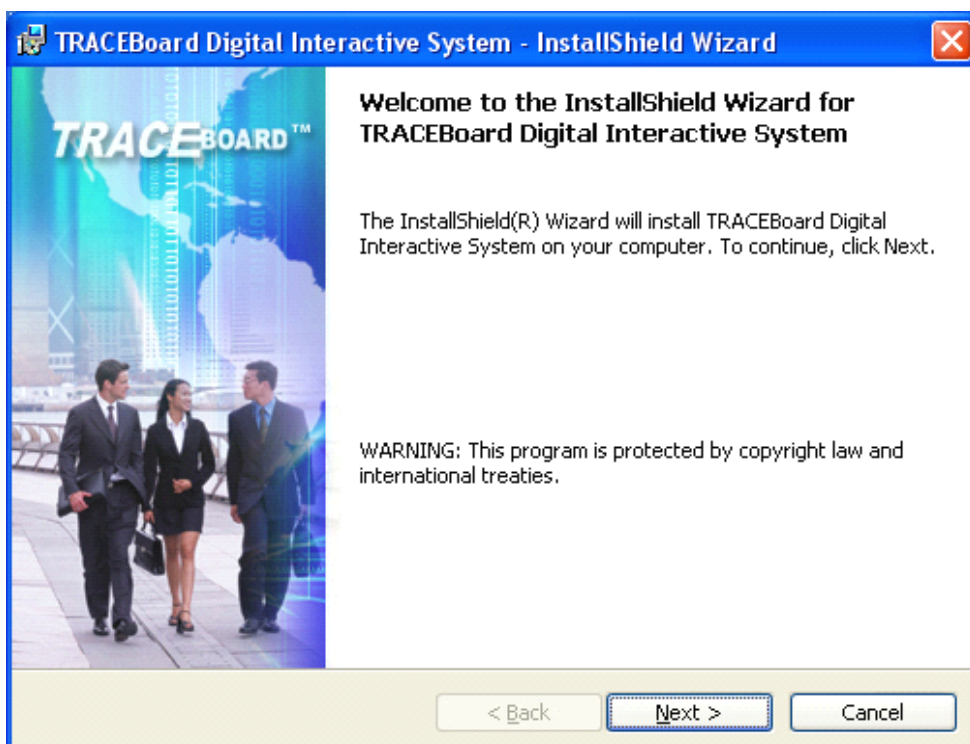 TRACEBoard Digital Interactive System - InstallShield Wizard
TRACEBOARD™
Welcome to the InstallShield Wizard for
TRACEBoard Digital Interactive System
The InstallShield(R) Wizard will install TRACEBoard Digital
Interactive System on your computer. To continue, click Next.
WARNING: This program is protected by copyright law and
international treaties.
< Back
Next >
Cancel